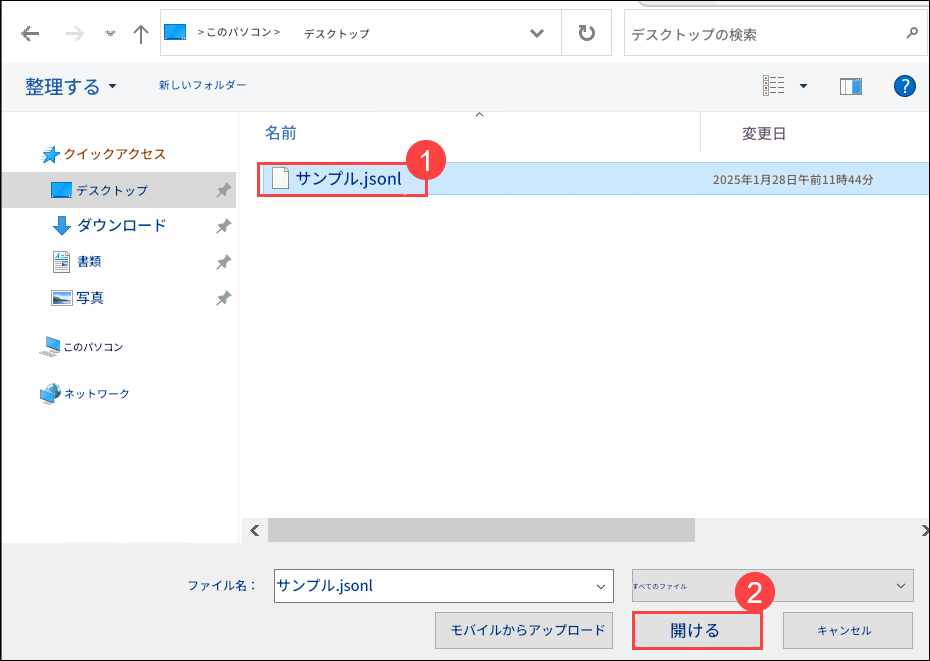 >このパソコン> デスクトップ
デスクトップの検索
整理する 新しいフォルダー
?
名前 変更日
クイックアクセス
デスクトップ
ダウンロード
書類
写真
このパソコン
ネットワーク
サンプル.jsonl 2025年1月28日午前11時44分
1
ファイル名: サンプル.jsonl すべてのファイル
2
モバイルからアップロード 開ける キャンセル